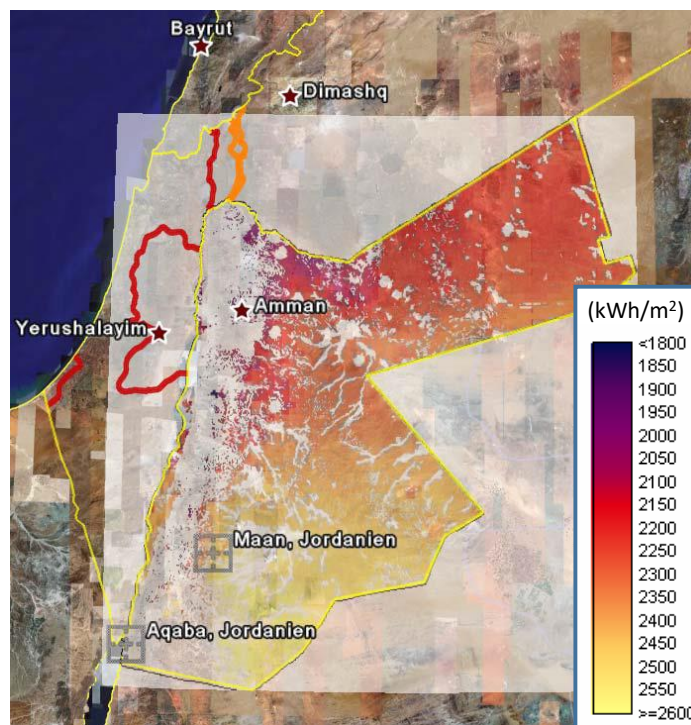 Bayrut
Dimashq
Amman
Yerushalayim
Maan, Jordanien
Aqaba, Jordanien
(kWh/m²)
<1800
1850
1900
1950
2000
2050
2100
2150
2200
2250
2300
2350
2400
2450
2500
2550
>=2600